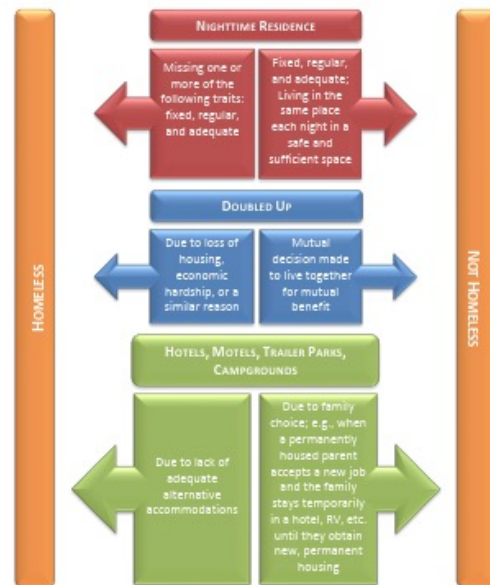 HOMELESS
NIGHTTIME RESIDENCE
Missing one or
more of the
following traits:
fixed, regular,
and adequate
Fixed, regular,
and adequate;
Living in the
same place
each night in a
safe and
sufficient space
DOUBLED UP
Due to loss of
housing,
economic
hardship, or a
similar reason
Mutual
decision made
to live together
for mutual
benefit
HOTELS, MOTELS, TRAILER PARKS,
CAMPGROUNDS
Due to lack of
adequate
alternative
accommodations
Due to family
choice; e.g., when
a permanently
housed parent
accepts a new job
and the family
stays temporarily
in a hotel, RV, etc.
until they obtain
new, permanent
housing
NOT HOMELESS